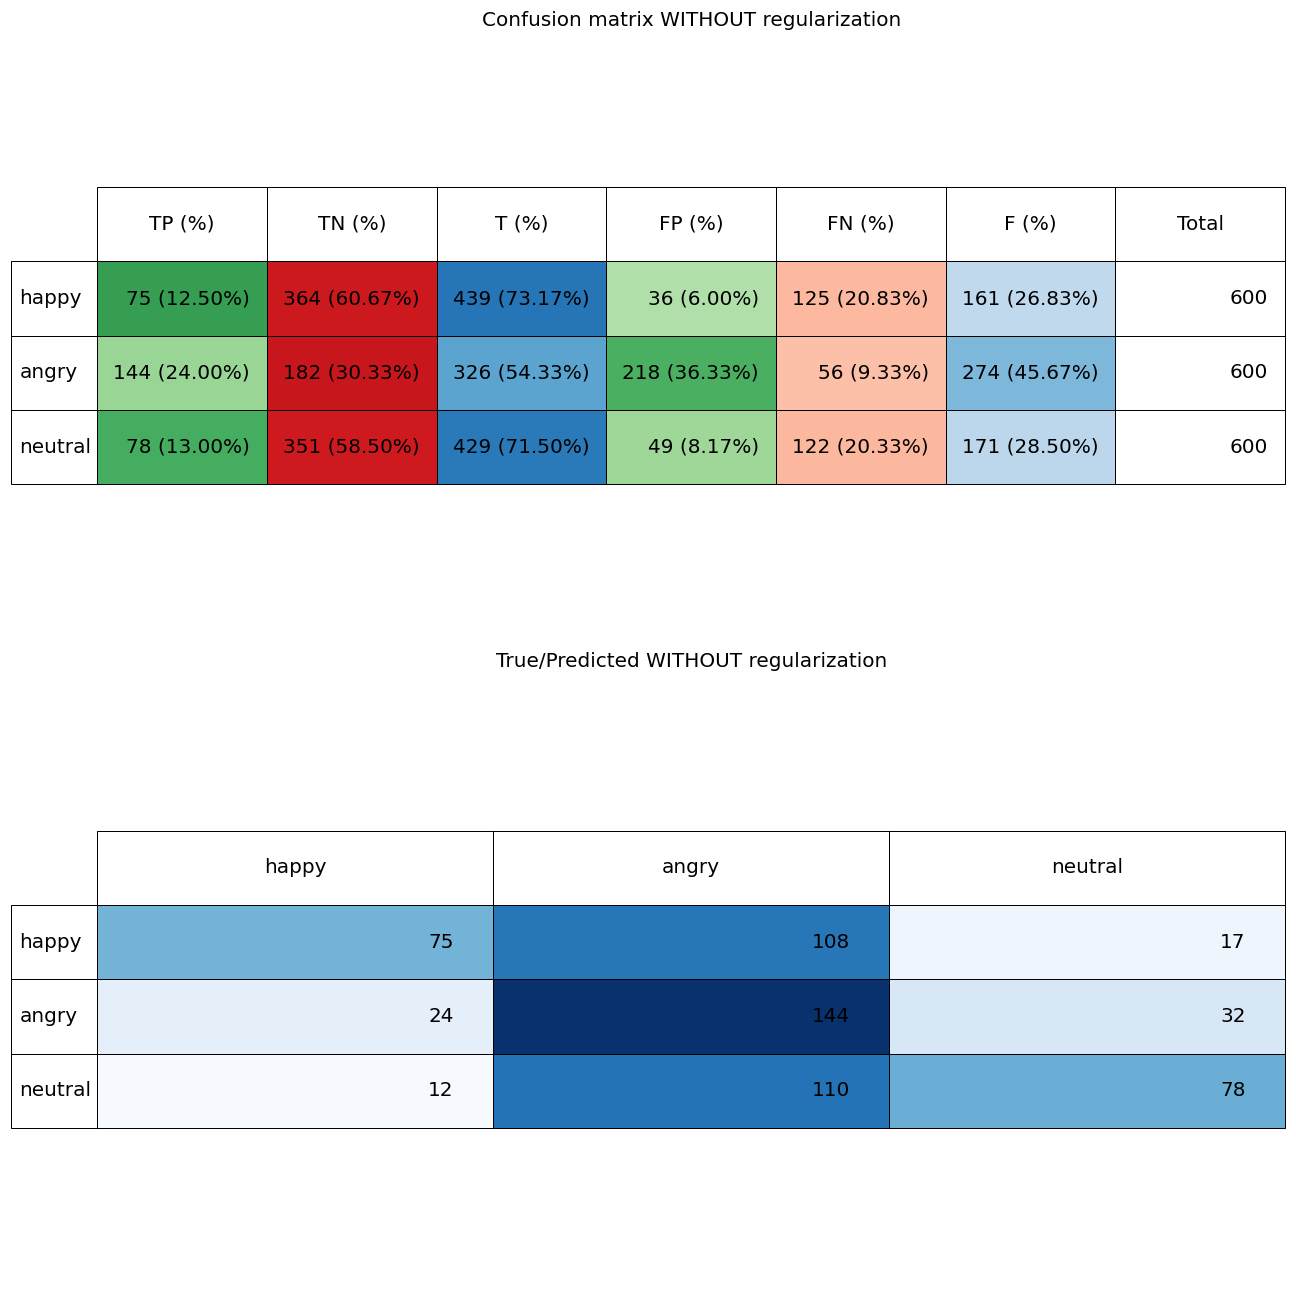 Confusion matrix WITHOUT regularization
TP (%) TN (%) T (%) FP (%) FN (%) F (%) Total
happy 75 (12.50%) 364 (60.67%) 439 (73.17%) 36 (6.00%) 125 (20.83%) 161 (26.83%) 600
angry 144 (24.00%) 182 (30.33%) 326 (54.33%) 218 (36.33%) 56 (9.33%) 274 (45.67%) 600
neutral 78 (13.00%) 351 (58.50%) 429 (71.50%) 49 (8.17%) 122 (20.33%) 171 (28.50%) 600
True/Predicted WITHOUT regularization
happy angry neutral
happy 75 108 17
angry 24 144 32
neutral 12 110 78